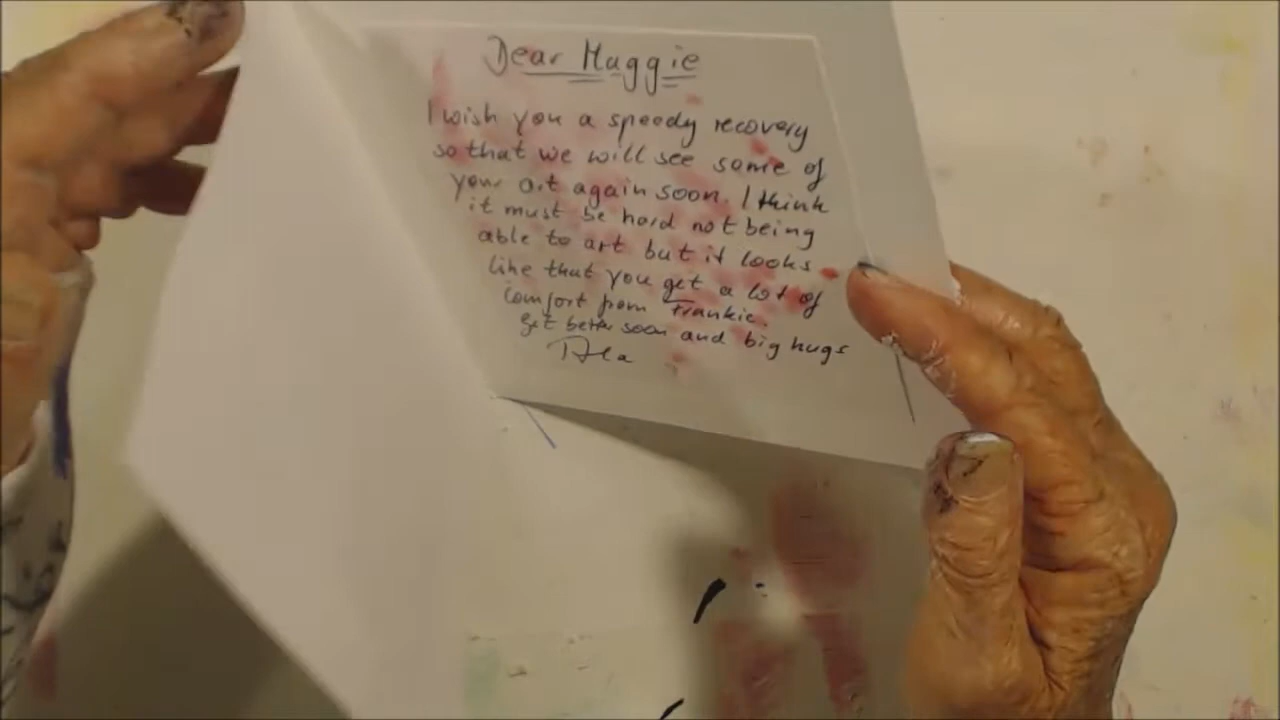 Dear Maggie
I wish you a speedy recovery
so that we will see some of
your art again soon. I think
it must be hard not being
able to art but it looks
like that you get a lot of
comfort from Frankie.
get better soon and big hugs